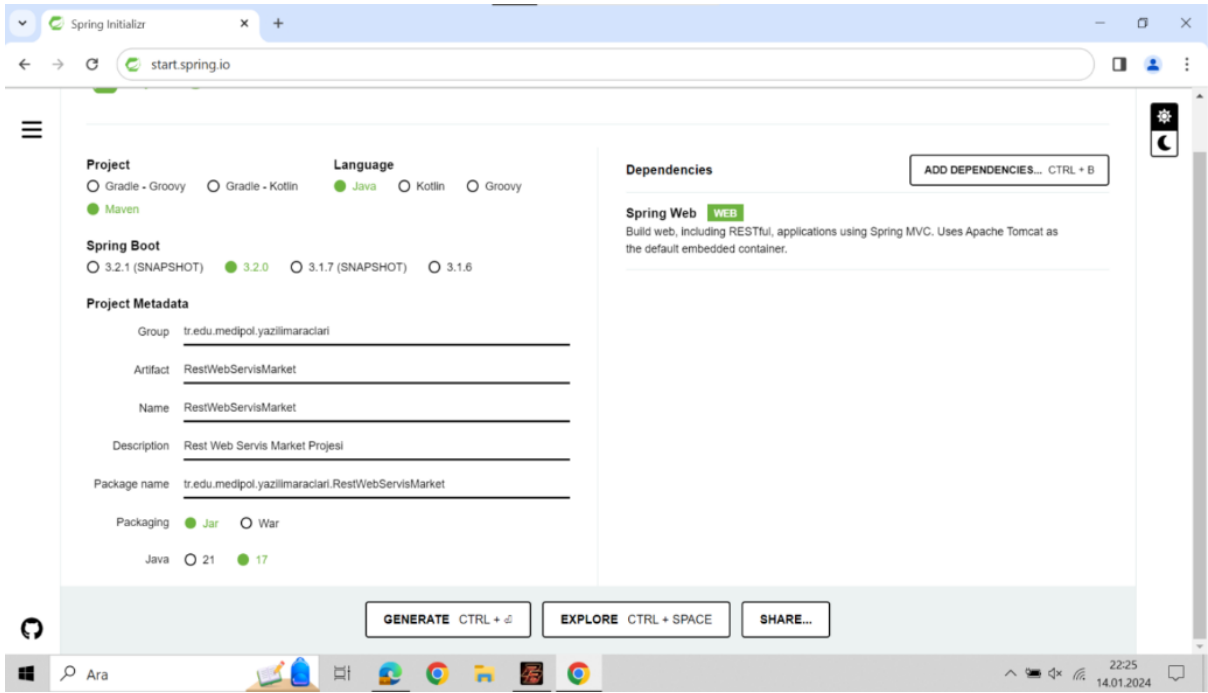 Spring Initializr
start.spring.io
Project
Gradle - Groovy Gradle - Kotlin
Maven
Language
Java Kotlin Groovy
Spring Boot
3.2.1 (SNAPSHOT) 3.2.0 3.1.7 (SNAPSHOT) 3.1.6
Project Metadata
Group tr.edu.medipol.yazilimaraclari
Artifact RestWebServisMarket
Name RestWebServisMarket
Description Rest Web Servis Market Projesi
Package name tr.edu.medipol.yazilimaraclari.RestWebServisMarket
Packaging Jar War
Java 21 17
Dependencies
ADD DEPENDENCIES... CTRL + B
Spring Web WEB
Build web, including RESTful, applications using Spring MVC. Uses Apache Tomcat as
the default embedded container.
GENERATE CTRL + ⏎
EXPLORE CTRL + SPACE
SHARE...
Ara
22:25
14.01.2024